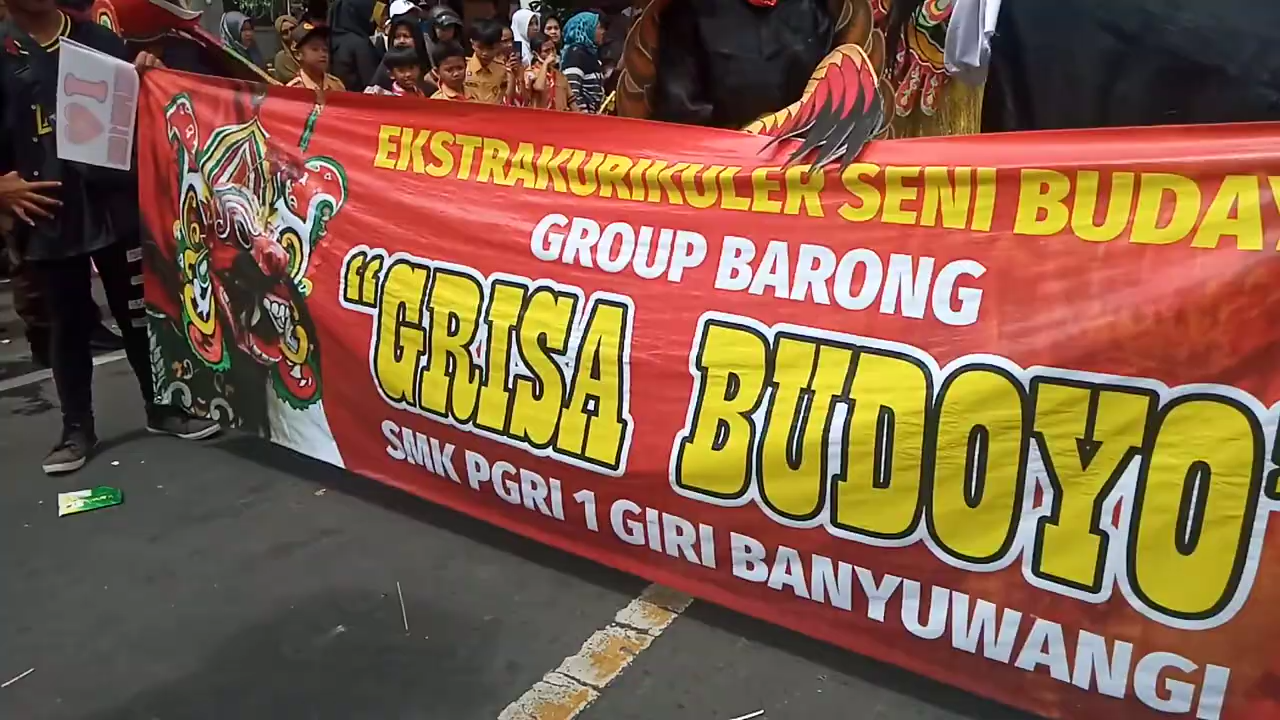 EKSTRAKURIKULER SENI BUDAY
GROUP BARONG
"GRISA BUDOYO"
SMK PGRI 1 GIRI BANYUWANGI
I